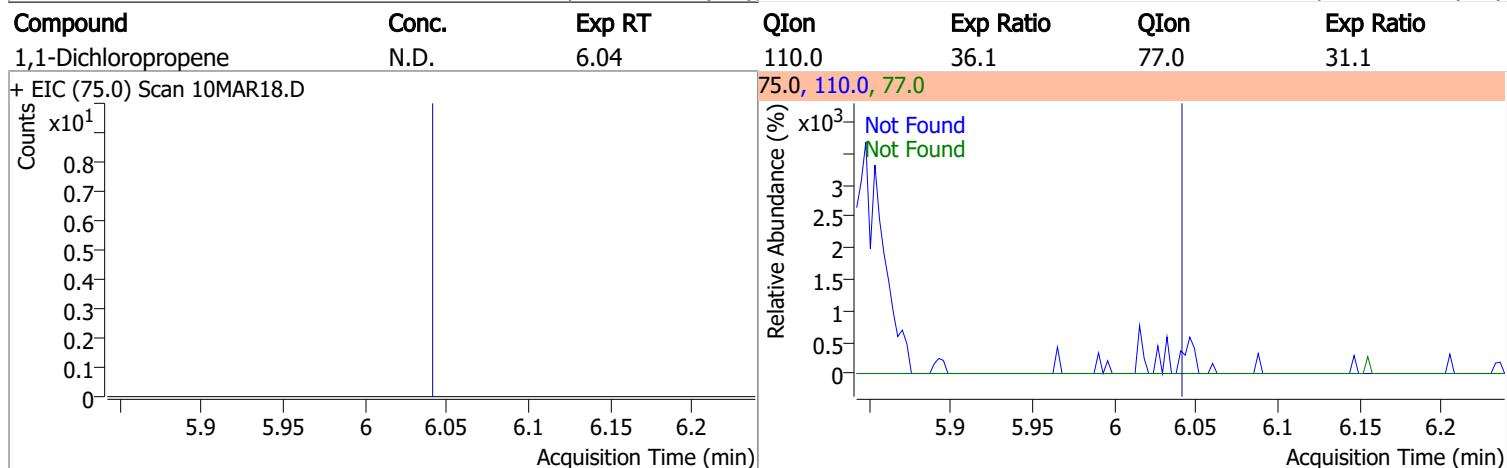 Compound Conc. Exp RT QIon Exp Ratio QIon Exp Ratio
1,1-Dichloropropene N.D. 6.04 110.0 36.1 77.0 31.1
+ EIC (75.0) Scan 10MAR18.D
Counts
x10¹
0.8
0.7
0.6
0.5
0.4
0.3
0.2
0.1
0
5.9 5.95 6 6.05 6.1 6.15 6.2
Acquisition Time (min)
75.0, 110.0, 77.0
Relative Abundance (%)
x10³
Not Found
Not Found
3
2.5
2
1.5
1
0.5
0
5.9 5.95 6 6.05 6.1 6.15 6.2
Acquisition Time (min)